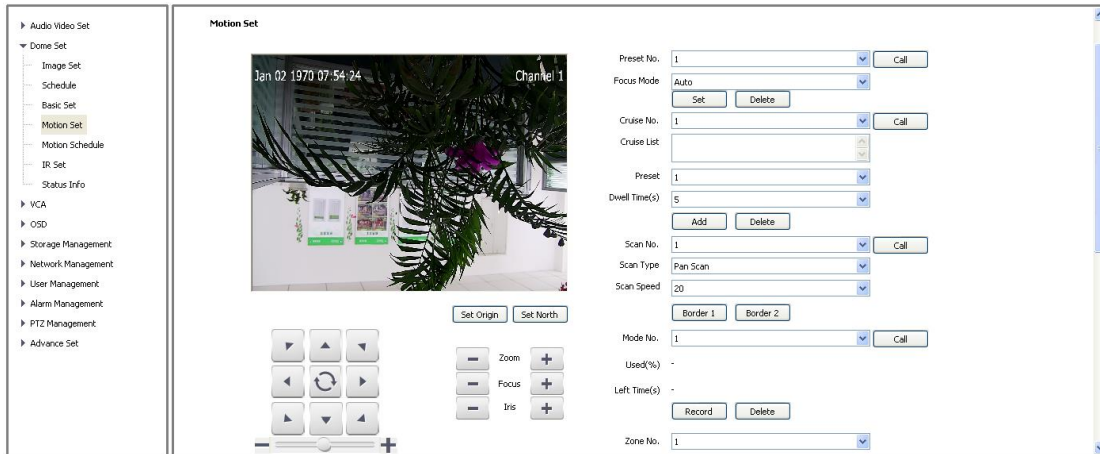 Audio Video Set
Dome Set
Image Set
Schedule
Basic Set
Motion Set
Motion Schedule
IR Set
Status Info
VCA
OSD
Storage Management
Network Management
User Management
Alarm Management
PTZ Management
Advance Set
Motion Set
Jan 02 1970 07:54:24 Channel 1
Set Origin Set North
Zoom
Focus
Iris
Preset No. 1 Call
Focus Mode Auto
Set Delete
Cruise No. 1 Call
Cruise List
Preset 1
Dwell Time(s) 5
Add Delete
Scan No. 1 Call
Scan Type Pan Scan
Scan Speed 20
Border 1 Border 2
Mode No. 1 Call
Used(%) -
Left Time(s) -
Record Delete
Zone No. 1